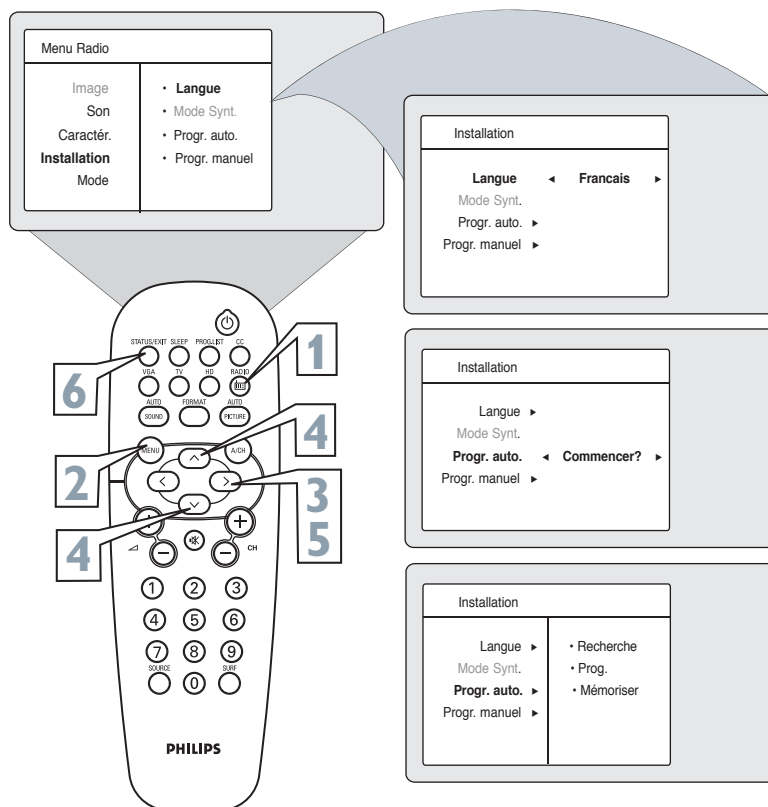 Menu Radio
Image
Son
Caractér.
Installation
Mode
• Langue
• Mode Synt.
• Progr. auto.
• Progr. manuel
Installation
Langue ◄ Francais ►
Mode Synt.
Progr. auto. ►
Progr. manuel ►
Installation
Langue ►
Mode Synt.
Progr. auto. ◄ Commencer? ►
Progr. manuel ►
Installation
Langue ►
Mode Synt.
Progr. auto. ►
Progr. manuel ►
• Recherche
• Prog.
• Mémoriser
STATUS/EXIT SLEEP PROG.LIST CC
VGA TV HD RADIO
AUTO FORMAT AUTO
SOUND PICTURE
MENU A/CH
CH
1 2 3
4 5 6
7 8 9
SOURCE SURF
0
PHILIPS
6
1
2
4
3
5
4